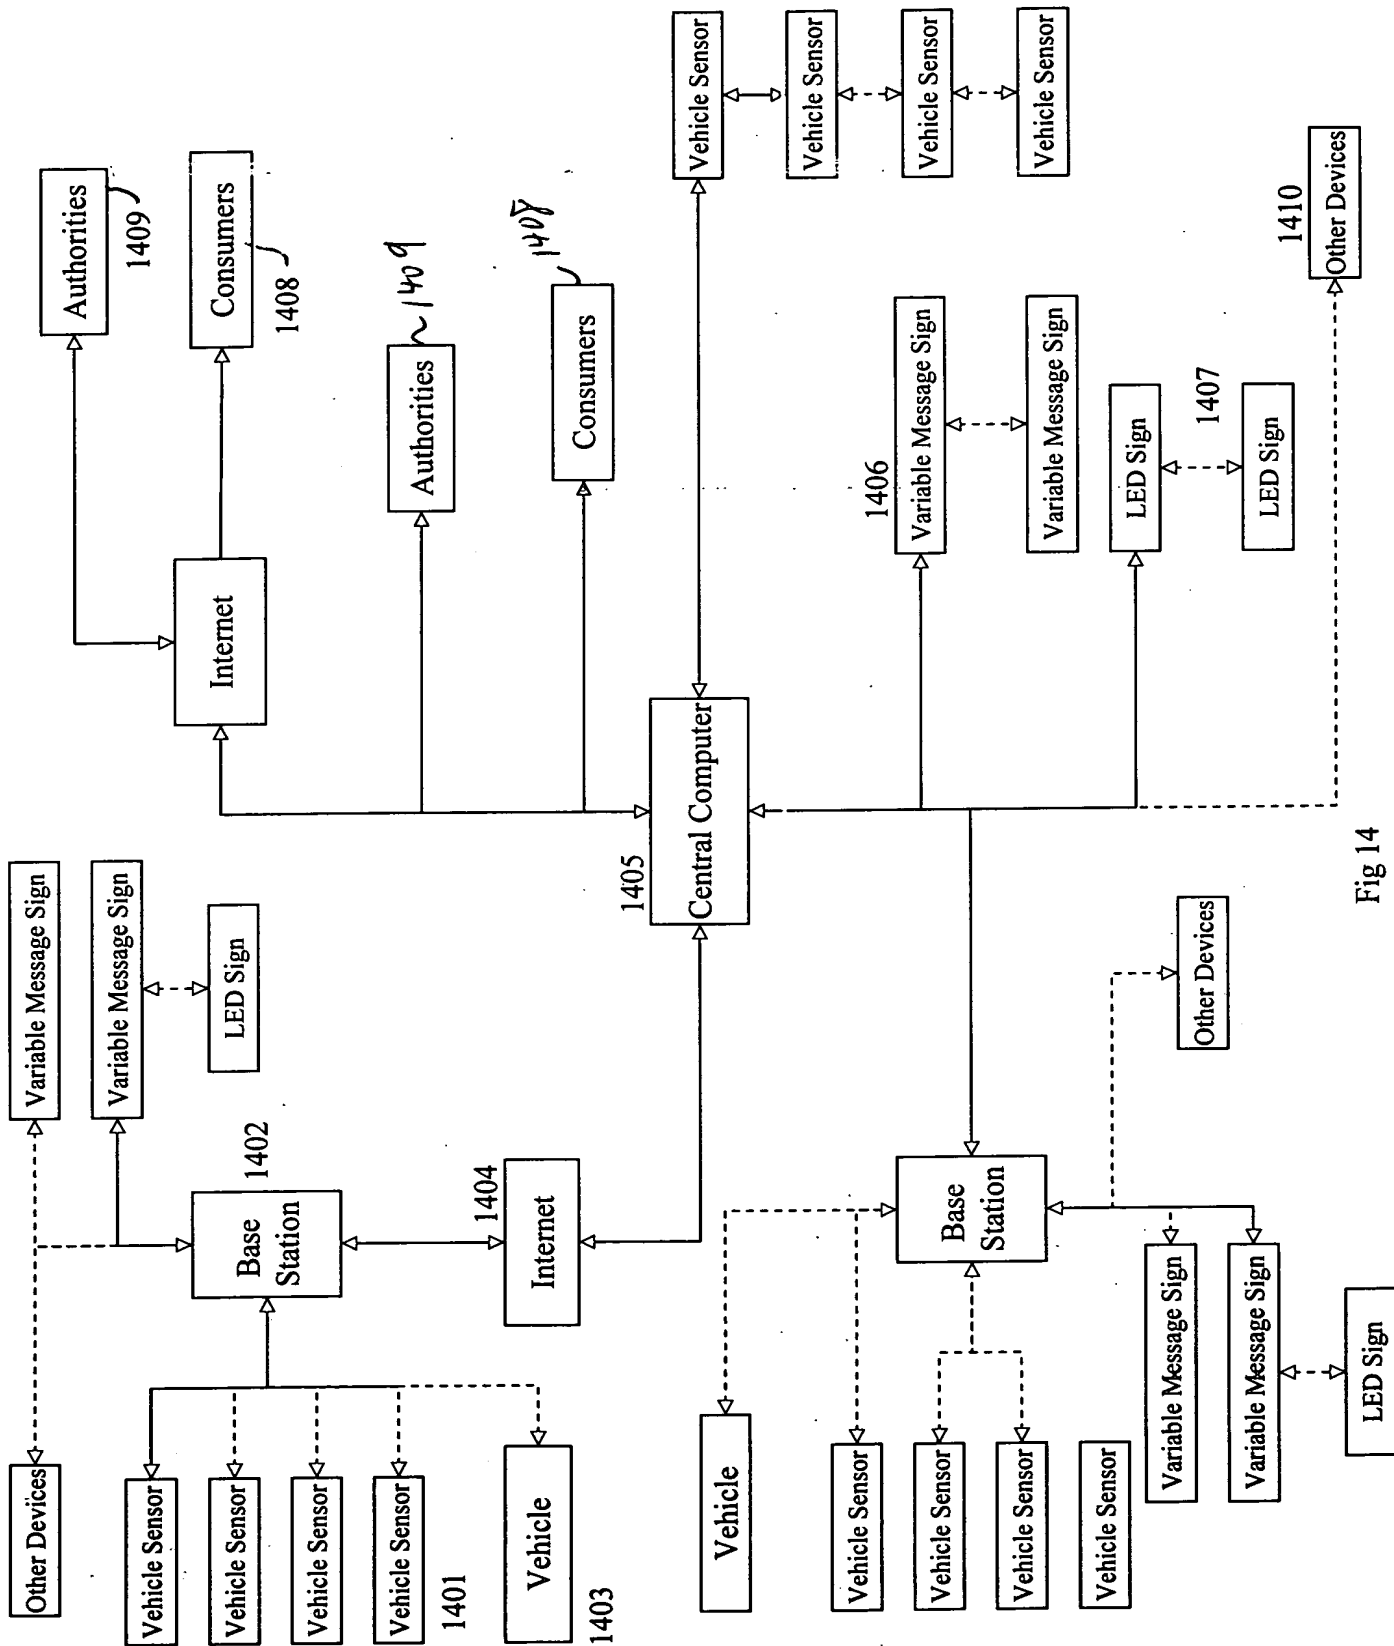 Other Devices
Variable Message Sign
Authorities
Variable Message Sign
1409
Vehicle Sensor
Internet
Consumers
Vehicle Sensor
LED Sign
Base
Station
1402
1408
Vehicle Sensor
Vehicle Sensor
Authorities
1409
1401
1404
Vehicle
Internet
1408
Consumers
1403
1405
Central Computer
Vehicle Sensor
Vehicle
Vehicle Sensor
Vehicle Sensor
1406
Variable Message Sign
Vehicle Sensor
Vehicle Sensor
Base
Station
Vehicle Sensor
Variable Message Sign
Vehicle Sensor
Vehicle Sensor
LED Sign
Variable Message Sign
Other Devices
1407
Variable Message Sign
LED Sign
1410
Other Devices
LED Sign
Fig 14